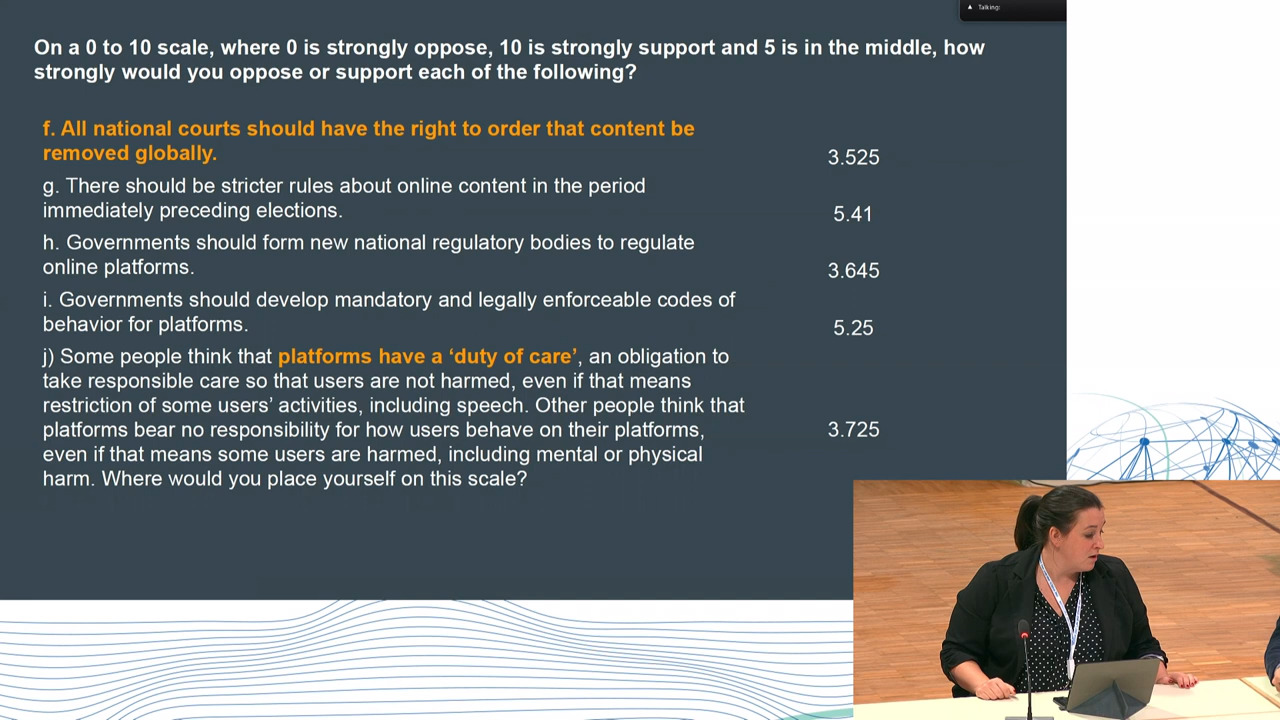 Talking:
On a 0 to 10 scale, where 0 is strongly oppose, 10 is strongly support and 5 is in the middle, how
strongly would you oppose or support each of the following?
f. All national courts should have the right to order that content be
removed globally.
3.525
g. There should be stricter rules about online content in the period
immediately preceding elections.
5.41
h. Governments should form new national regulatory bodies to regulate
online platforms.
3.645
i. Governments should develop mandatory and legally enforceable codes of
behavior for platforms.
5.25
j) Some people think that platforms have a ‘duty of care’, an obligation to
take responsible care so that users are not harmed, even if that means
restriction of some users’ activities, including speech. Other people think that
platforms bear no responsibility for how users behave on their platforms,
even if that means some users are harmed, including mental or physical
harm. Where would you place yourself on this scale?
3.725